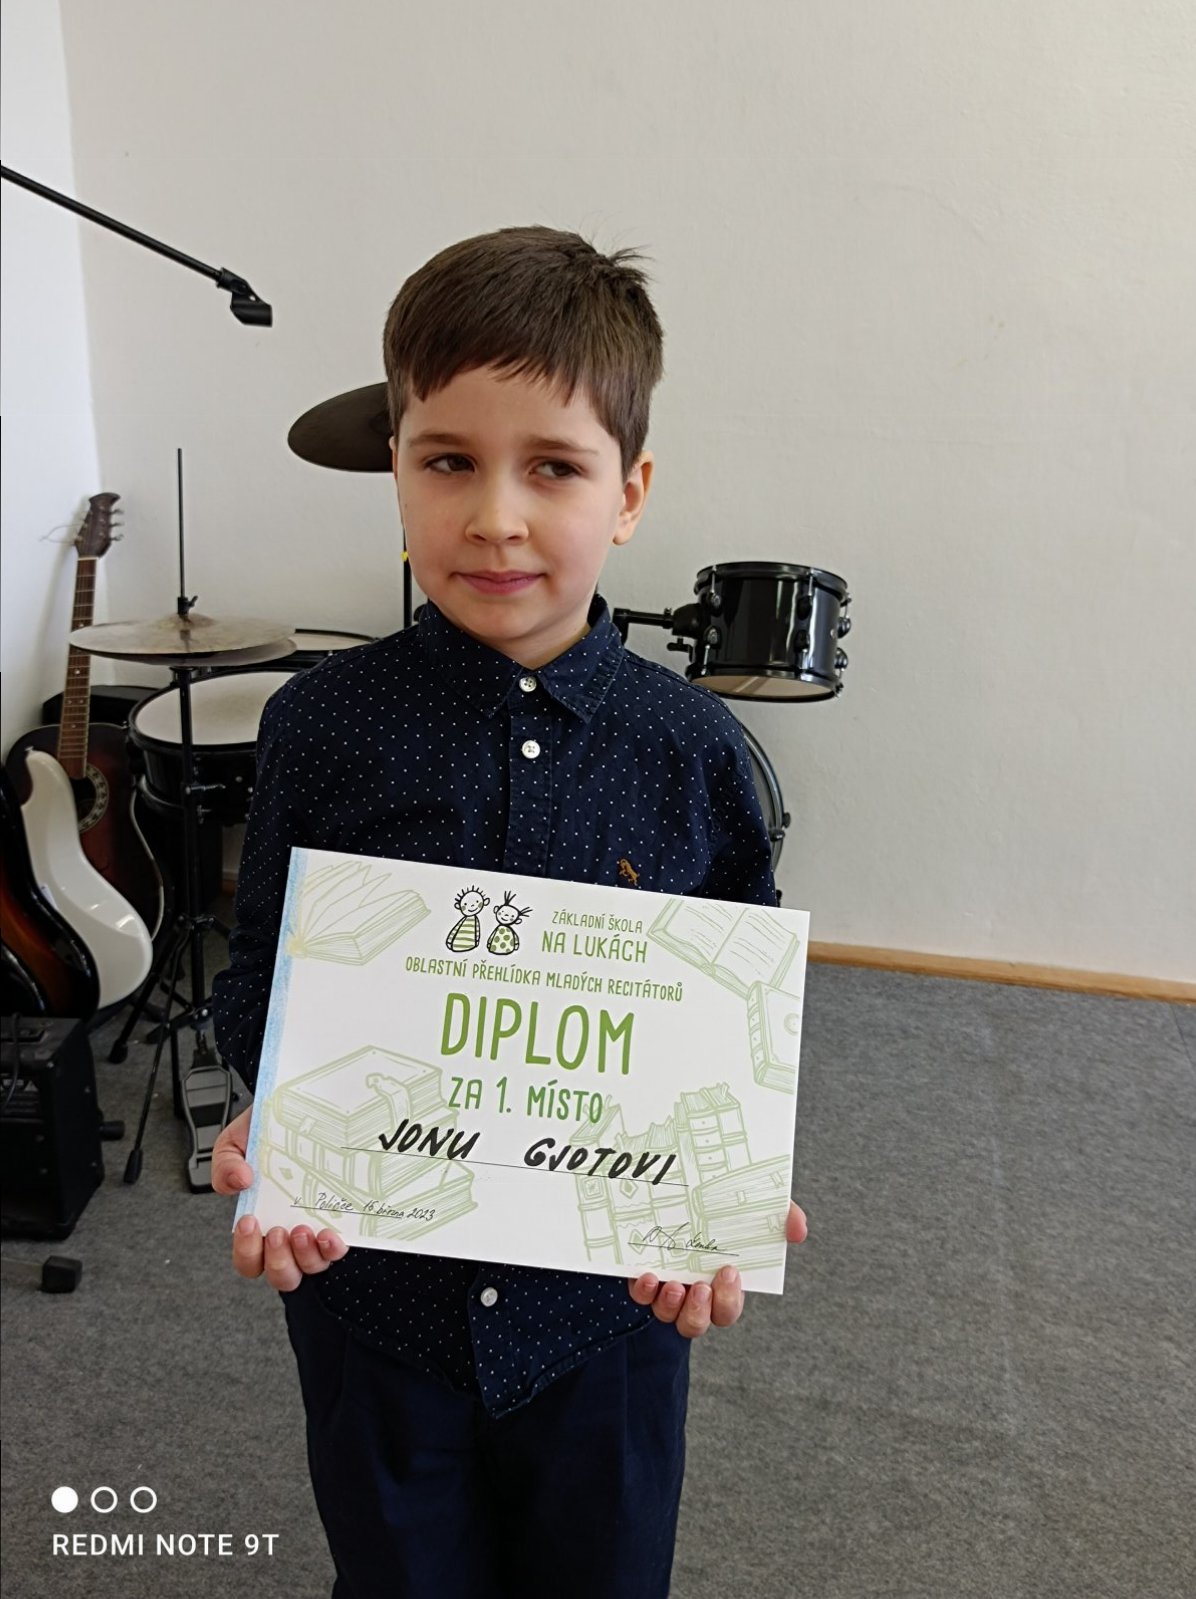 ZÁKLADNÍ ŠKOLA
NA LUKÁCH
OBLASTNÍ PŘEHLÍDKA MLADÝCH RECITÁTORŮ
DIPLOM
ZA 1. MÍSTO
JONU GJOTOVI
v Poličce 15 března 2023
REDMI NOTE 9T